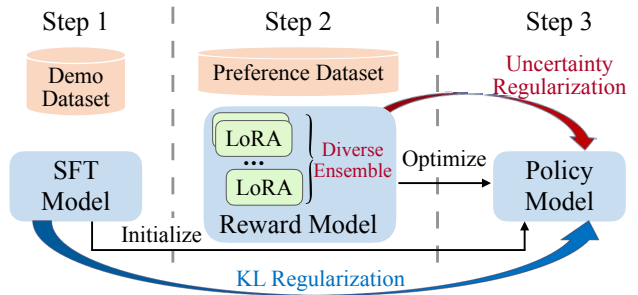 Step 1
Step 2
Step 3
Demo
Dataset
Preference Dataset
Uncertainty
Regularization
LoRA
...
LoRA
Diverse
Ensemble
Reward Model
SFT
Model
Optimize
Policy
Model
Initialize
KL Regularization